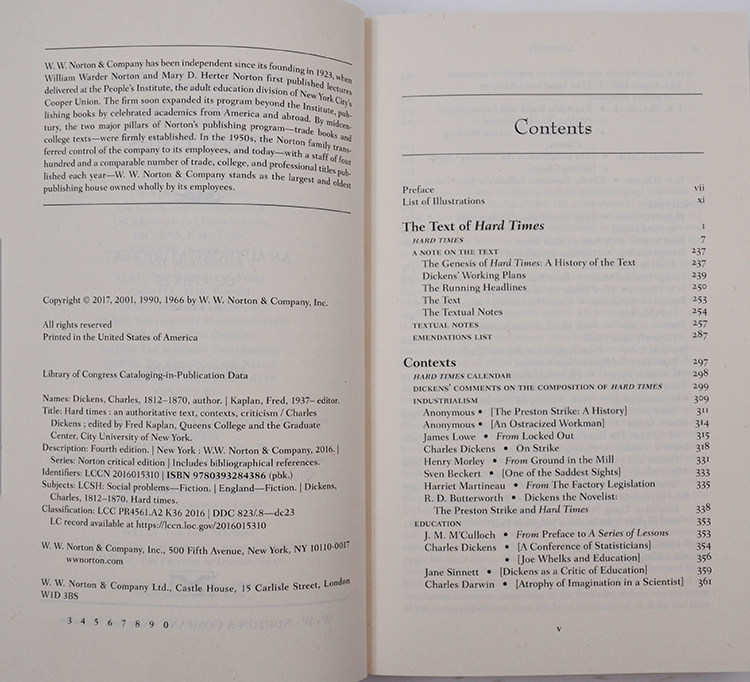 W. W. Norton & Company has been independent since its founding in 1923, when
William Warder Norton and Mary D. Herter Norton first published lectures
delivered at the People's Institute, the adult education division of New York City's
Cooper Union. The firm soon expanded its program beyond the Institute, pub-
lishing books by celebrated academics from America and abroad. By midcen-
tury, the two major pillars of Norton's publishing program—trade books and
college texts—were firmly established. In the 1950s, the Norton family trans-
ferred control of the company to its employees, and today—with a staff of four
hundred and a comparable number of trade, college, and professional titles pub-
lished each year—W. W. Norton & Company stands as the largest and oldest
publishing house owned wholly by its employees.
Copyright © 2017, 2001, 1990, 1966 by W. W. Norton & Company, Inc.
All rights reserved
Printed in the United States of America
Library of Congress Cataloging-in-Publication Data
Names: Dickens, Charles, 1812–1870, author. | Kaplan, Fred, 1937– editor.
Title: Hard times : an authoritative text, contexts, criticism / Charles
Dickens ; edited by Fred Kaplan, Queens College and the Graduate
Center, City University of New York.
Description: Fourth edition. | New York : W.W. Norton & Company, 2016. |
Series: Norton critical edition | Includes bibliographical references.
Identifiers: LCCN 2016015310 | ISBN 9780393284386 (pbk.)
Subjects: LCSH: Social problems—Fiction. | England—Fiction. | Dickens,
Charles, 1812–1870. Hard times.
Classification: LCC PR4561.A2 K36 2016 | DDC 823/.8—dc23
LC record available at https://lccn.loc.gov/2016015310
W. W. Norton & Company, Inc., 500 Fifth Avenue, New York, NY 10110-0017
wwnorton.com
W. W. Norton & Company Ltd., Castle House, 15 Carlisle Street, London
W1D 3BS
3 4 5 6 7 8 9 0
Contents
Preface vii
List of Illustrations xi
The Text of Hard Times 1
HARD TIMES 7
A NOTE ON THE TEXT 237
The Genesis of Hard Times: A History of the Text 237
Dickens' Working Plans 239
The Running Headlines 250
The Text 253
The Textual Notes 254
TEXTUAL NOTES 257
EMENDATIONS LIST 287
Contexts 297
HARD TIMES CALENDAR 298
DICKENS' COMMENTS ON THE COMPOSITION OF HARD TIMES 299
INDUSTRIALISM 309
Anonymous • [The Preston Strike: A History] 311
Anonymous • [An Ostracized Workman] 314
James Lowe • From Locked Out 315
Charles Dickens • On Strike 318
Henry Morley • From Ground in the Mill 331
Sven Beckert • [One of the Saddest Sights] 333
Harriet Martineau • From The Factory Legislation 335
R. D. Butterworth • Dickens the Novelist:
The Preston Strike and Hard Times 338
EDUCATION 353
J. M. M'Culloch • From Preface to A Series of Lessons 353
Charles Dickens • [A Conference of Statisticians] 354
• [Joe Whelks and Education] 356
Jane Sinnett • [Dickens as a Critic of Education] 359
Charles Darwin • [Atrophy of Imagination in a Scientist] 361
v